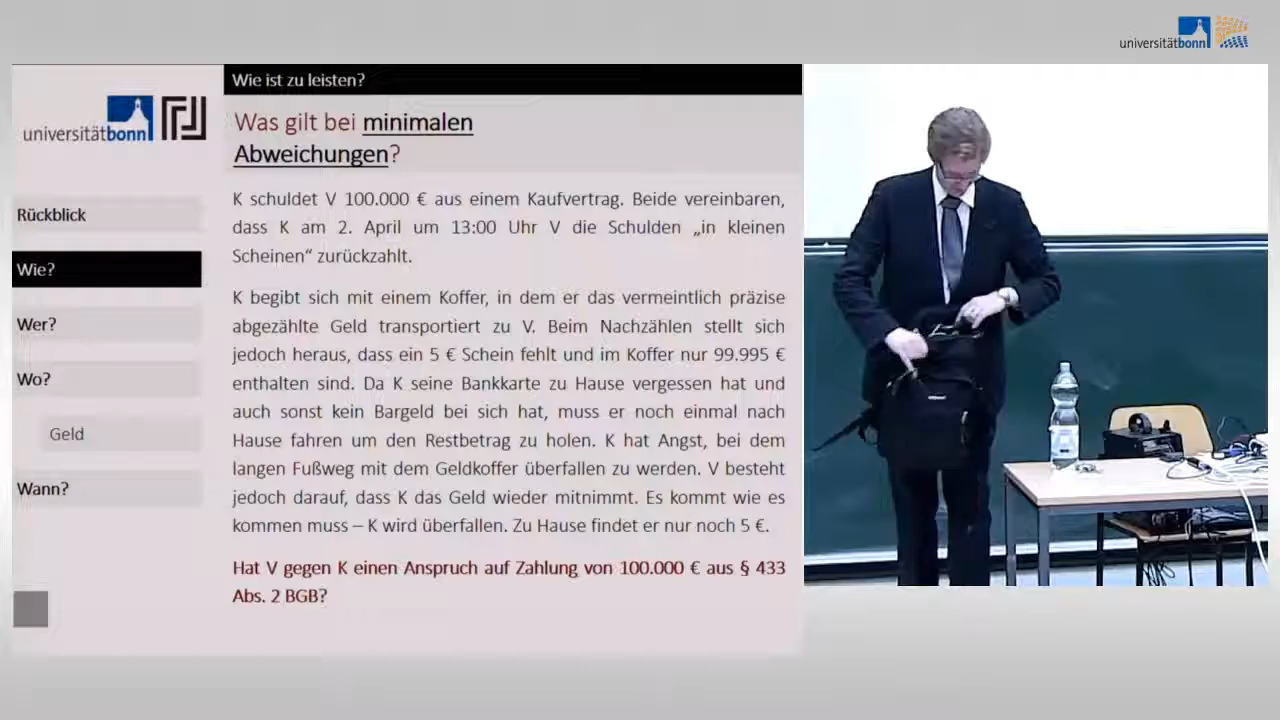 universitätbonn
Wie ist zu leisten?
universitätbonn
Was gilt bei minimalen
Abweichungen?
K schuldet V 100.000 € aus einem Kaufvertrag. Beide vereinbaren,
dass K am 2. April um 13:00 Uhr V die Schulden „in kleinen
Scheinen“ zurückzahlt.
K begibt sich mit einem Koffer, in dem er das vermeintlich präzise
abgezählte Geld transportiert zu V. Beim Nachzählen stellt sich
jedoch heraus, dass ein 5 € Schein fehlt und im Koffer nur 99.995 €
enthalten sind. Da K seine Bankkarte zu Hause vergessen hat und
auch sonst kein Bargeld bei sich hat, muss er noch einmal nach
Hause fahren um den Restbetrag zu holen. K hat Angst, bei dem
langen Fußweg mit dem Geldkoffer überfallen zu werden. V besteht
jedoch darauf, dass K das Geld wieder mitnimmt. Es kommt wie es
kommen muss – K wird überfallen. Zu Hause findet er nur noch 5 €.
Hat V gegen K einen Anspruch auf Zahlung von 100.000 € aus § 433
Abs. 2 BGB?
Rückblick
Wie?
Wer?
Wo?
Geld
Wann?